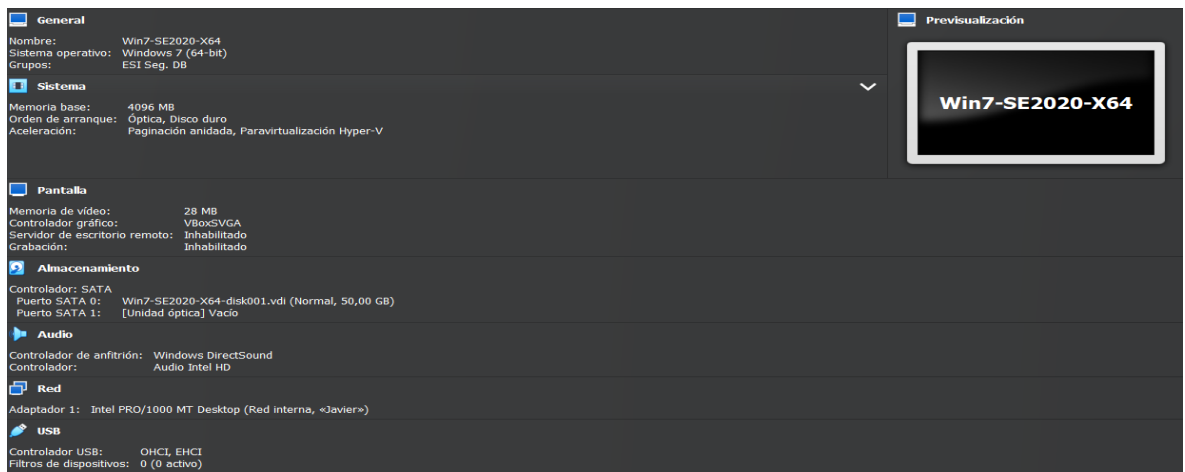 General
Nombre: Win7-SE2020-X64
Sistema operativo: Windows 7 (64-bit)
Grupos: ESI Seg. DB
Previsualización
Win7-SE2020-X64
Sistema
Memoria base: 4096 MB
Orden de arranque: Óptica, Disco duro
Aceleración: Paginación anidada, Paravirtualización Hyper-V
Pantalla
Memoria de vídeo: 28 MB
Controlador gráfico: VBoxSVGA
Servidor de escritorio remoto: Inhabilitado
Grabación: Inhabilitado
Almacenamiento
Controlador: SATA
Puerto SATA 0: Win7-SE2020-X64-disk001.vdi (Normal, 50,00 GB)
Puerto SATA 1: [Unidad óptica] Vacío
Audio
Controlador de anfitrión: Windows DirectSound
Controlador: Audio Intel HD
Red
Adaptador 1: Intel PRO/1000 MT Desktop (Red interna, «Javier»)
USB
Controlador USB: OHCI, EHCI
Filtros de dispositivos: 0 (0 activo)